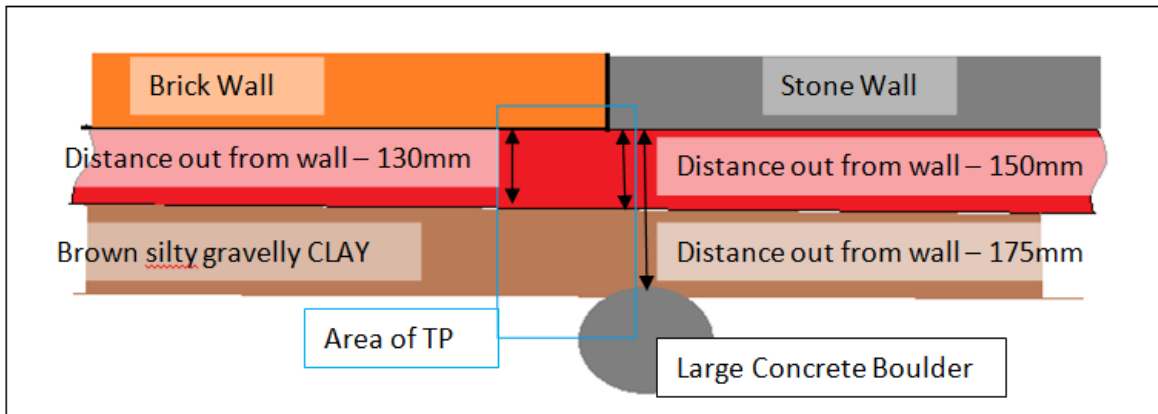 Brick Wall
Stone Wall
Distance out from wall – 130mm
Distance out from wall – 150mm
Brown silty gravelly CLAY
Distance out from wall – 175mm
Area of TP
Large Concrete Boulder